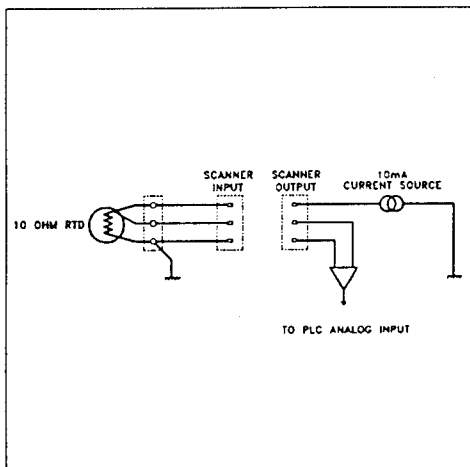 SCANNER
INPUT
SCANNER
OUTPUT
10mA
CURRENT SOURCE
10 OHM RTD
TO PLC ANALOG INPUT